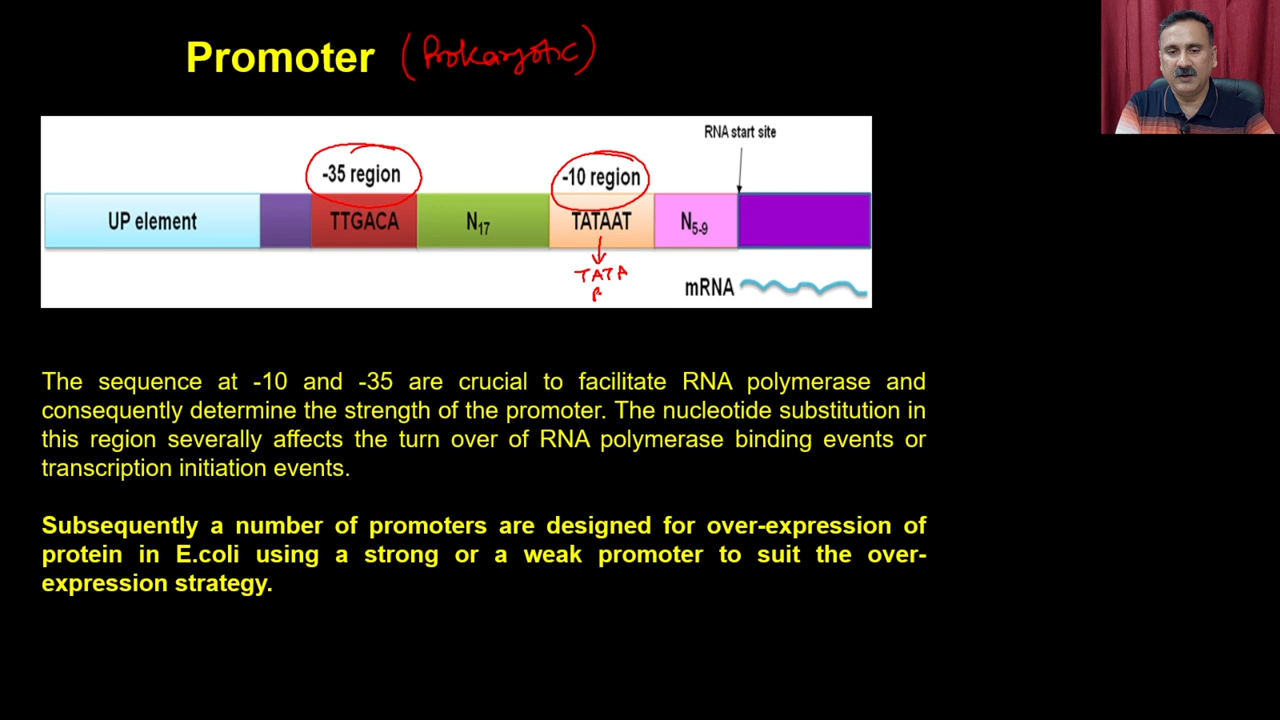 Promoter (Prokaryotic)
RNA start site
-35 region
-10 region
UP element
TTGACA
N17
TATAAT
N5-9
TATA
mRNA
The sequence at -10 and -35 are crucial to facilitate RNA polymerase and
consequently determine the strength of the promoter. The nucleotide substitution in
this region severally affects the turn over of RNA polymerase binding events or
transcription initiation events.
Subsequently a number of promoters are designed for over-expression of
protein in E.coli using a strong or a weak promoter to suit the over-
expression strategy.